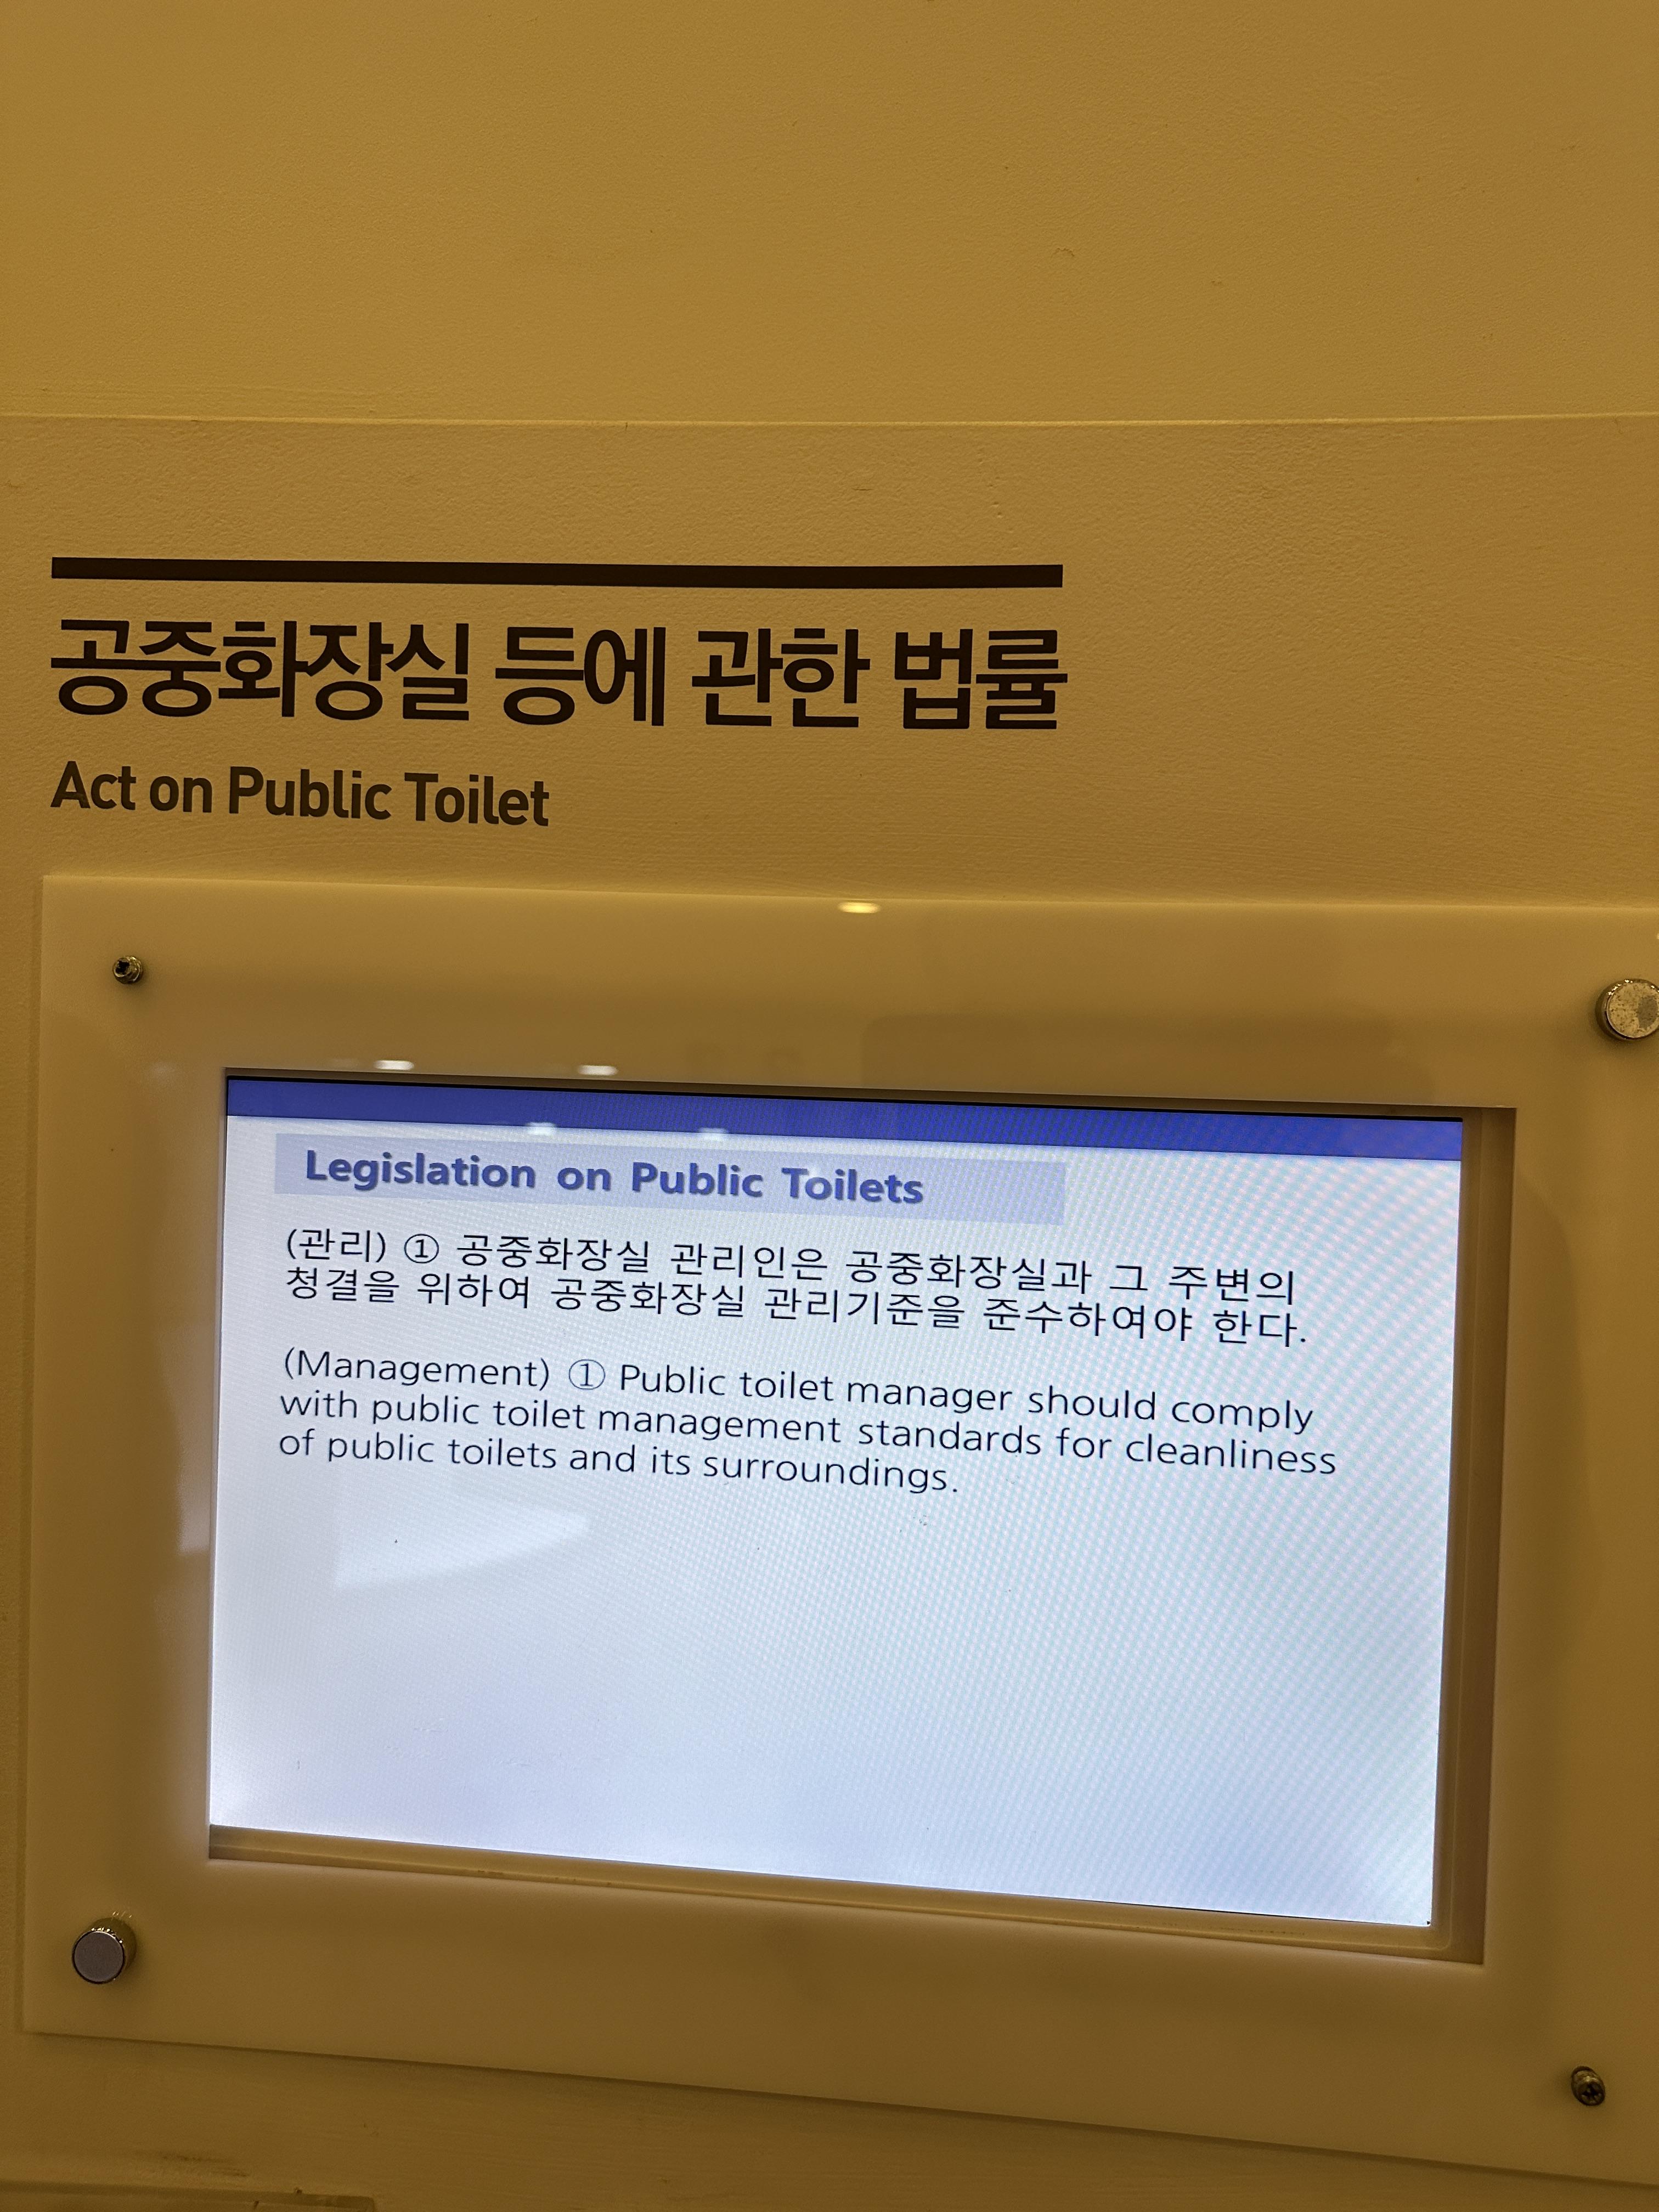 공중화장실 등에 관한 법률
Act on Public Toilet
Legislation on Public Toilets
(관리) ① 공중화장실 관리인은 공중화장실과 그 주변의
청결을 위하여 공중화장실 관리기준을 준수하여야 한다.
(Management) ① Public toilet manager should comply
with public toilet management standards for cleanliness
of public toilets and its surroundings.